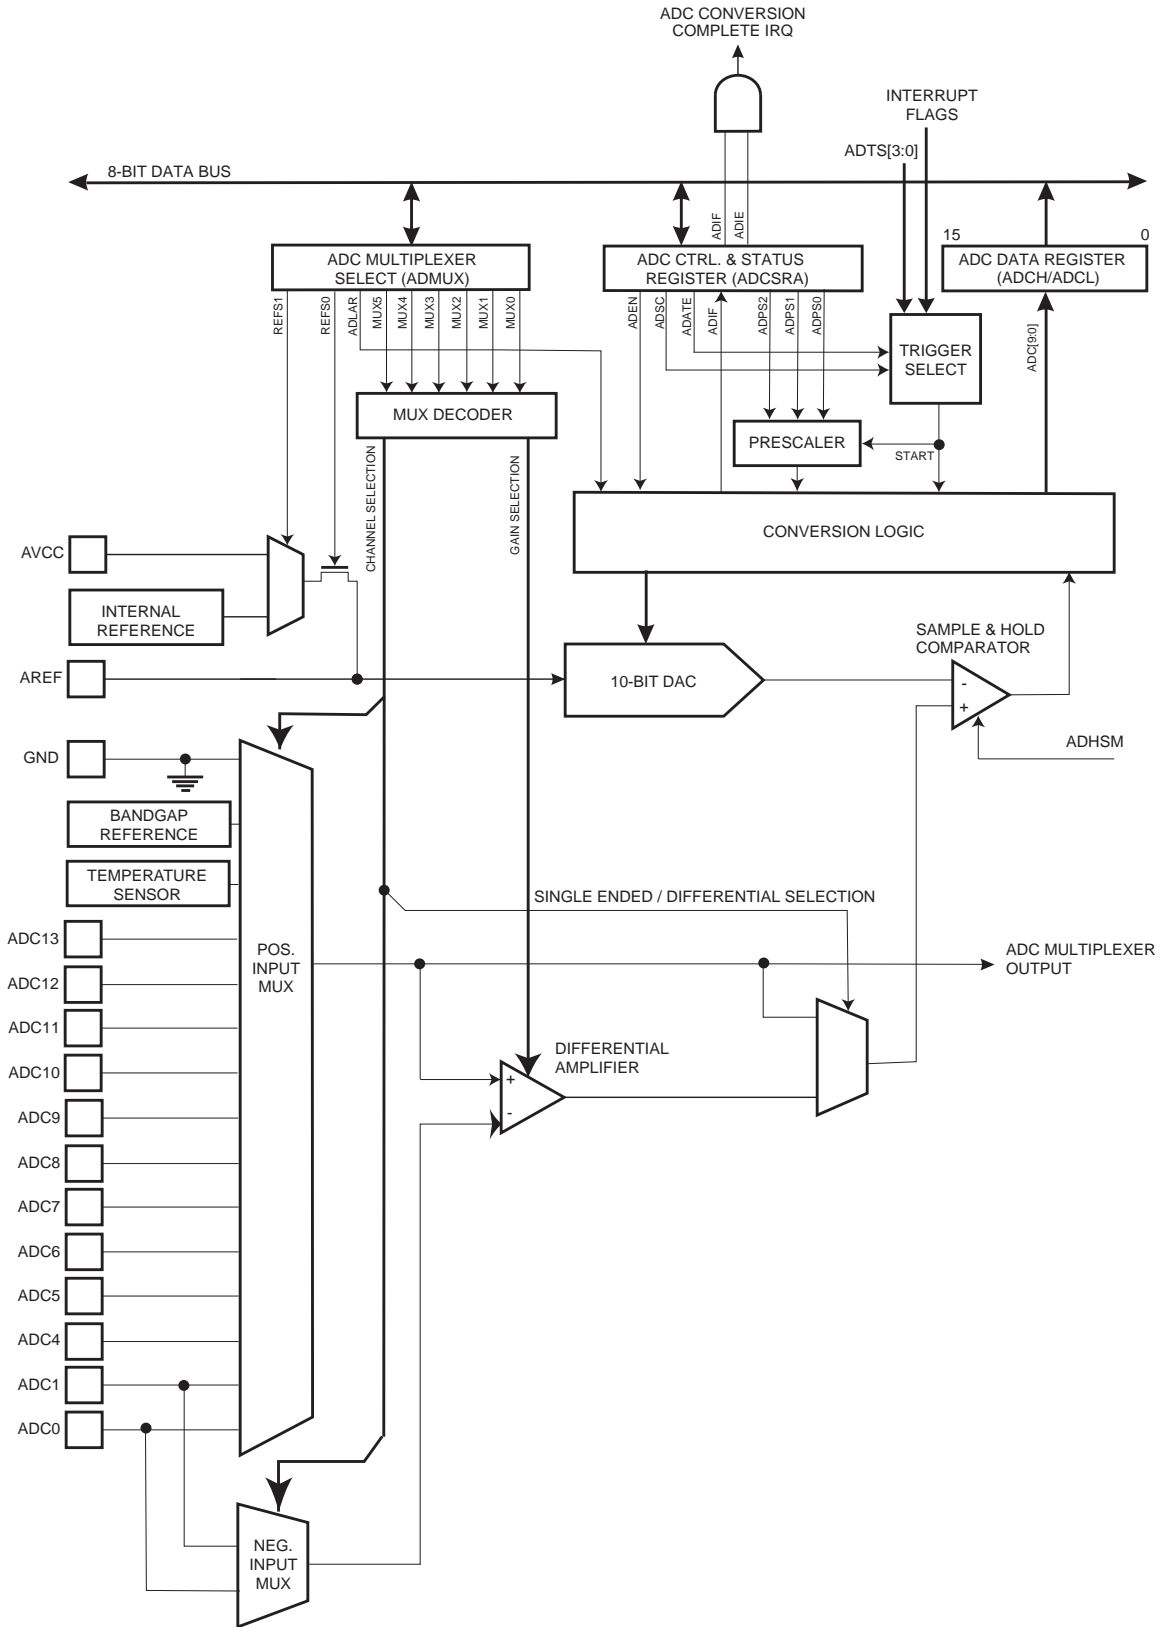 ADC CONVERSION
COMPLETE IRQ
INTERRUPT
FLAGS
ADTS[3:0]
8-BIT DATA BUS
ADIF
ADIE
15
0
ADC MULTIPLEXER
SELECT (ADMUX)
ADC CTRL. & STATUS
REGISTER (ADCSRA)
ADC DATA REGISTER
(ADCH/ADCL)
REFS1
REFS0
ADLAR
MUX5
MUX4
MUX3
MUX2
MUX1
MUX0
ADEN
ADSC
ADATE
ADIF
ADPS2
ADPS1
ADPS0
ADC[9:0]
TRIGGER
SELECT
MUX DECODER
PRESCALER
START
CHANNEL SELECTION
GAIN SELECTION
CONVERSION LOGIC
AVCC
INTERNAL
REFERENCE
SAMPLE & HOLD
COMPARATOR
AREF
10-BIT DAC
-
+
ADHSM
GND
BANDGAP
REFERENCE
TEMPERATURE
SENSOR
SINGLE ENDED / DIFFERENTIAL SELECTION
ADC13
POS.
INPUT
MUX
ADC MULTIPLEXER
OUTPUT
ADC12
ADC11
DIFFERENTIAL
AMPLIFIER
ADC10
+
-
ADC9
ADC8
ADC7
ADC6
ADC5
ADC4
ADC1
ADC0
NEG.
INPUT
MUX